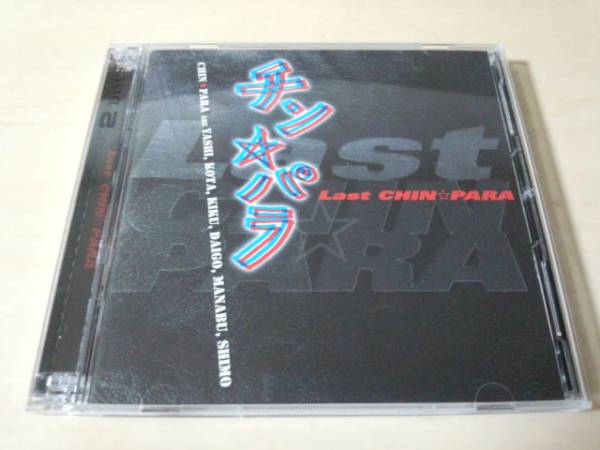 チン☆パラ
CHIN☆PARA ARE YASHI, KOTA, KIKU, DAIGO, MANABU, SHIMO
Last CHIN☆PARA
Last
PARA
2
Last CHIN☆PARA